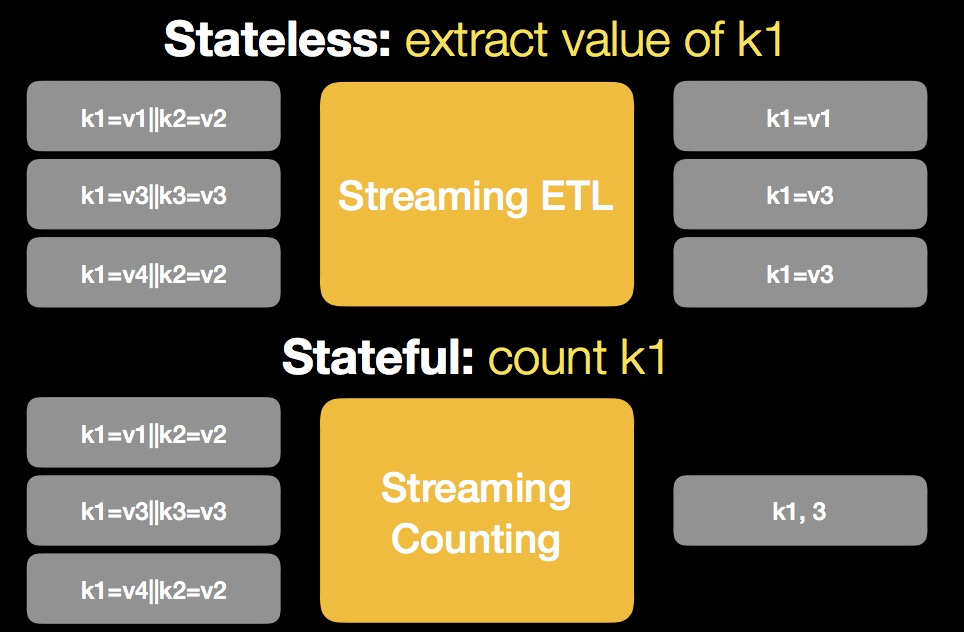 Stateless: extract value of k1
k1=v1||k2=v2
k1=v3||k3=v3
k1=v4||k2=v2
Streaming ETL
k1=v1
k1=v3
k1=v3
Stateful: count k1
k1=v1||k2=v2
k1=v3||k3=v3
k1=v4||k2=v2
Streaming
Counting
k1, 3